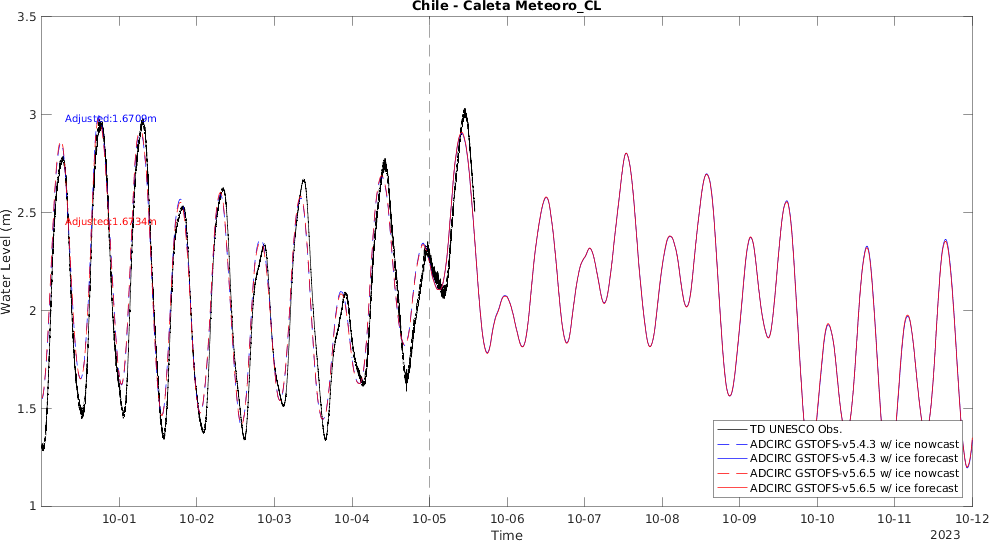 Chile - Caleta Meteoro_CL
3.5
3
2.5
2
1.5
1
Water Level (m)
Adjusted:1.6709m
Adjusted:1.6734m
TD UNESCO Obs.
ADCIRC GSTOFS-v5.4.3 w/ ice nowcast
ADCIRC GSTOFS-v5.4.3 w/ ice forecast
ADCIRC GSTOFS-v5.6.5 w/ ice nowcast
ADCIRC GSTOFS-v5.6.5 w/ ice forecast
10-01 10-02 10-03 10-04 10-05 10-06 10-07 10-08 10-09 10-10 10-11 10-12
Time
2023